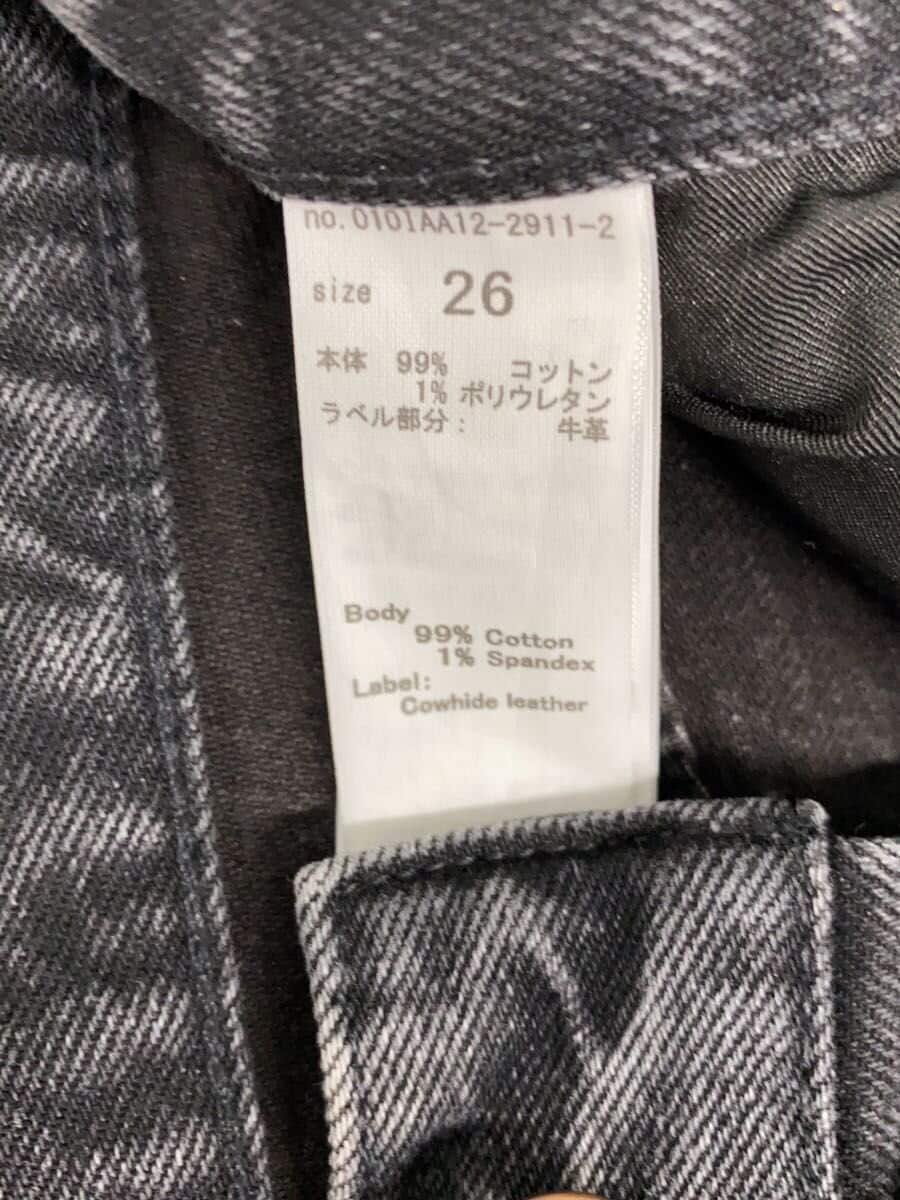 no.0101AA12-2911-2
size 26
本体 99% コットン
1% ポリウレタン
ラベル部分: 牛革
Body
99% Cotton
1% Spandex
Label:
Cowhide leather